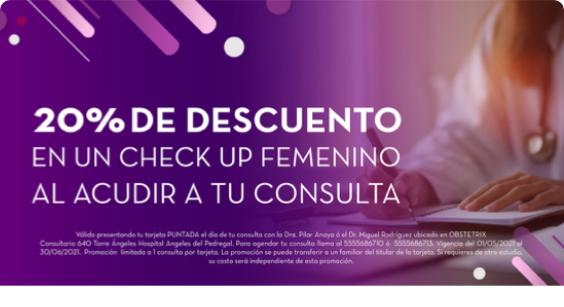 20% DE DESCUENTO
EN UN CHECK UP FEMENINO
AL ACUDIR A TU CONSULTA
Válido presentando tu tarjeta PUNTADA el día de tu consulta con la Dra. Pilar Anaya ó el Dr. Miguel Rodríguez ubicado en OBSTETRIX
Consultorio 640 Torre Ángeles Hospital Angeles del Pedregal. Para agendar tu consulta llama al 5555686710 ó 5555686713. Vigencia del 01/05/2021 al
30/06/2021. Promoción limitada a 1 consulta por tarjeta. La promoción se puede transferir a un familiar del titular de la tarjeta. Si requieres de otro estudio,
su costo será independiente de esta promoción.